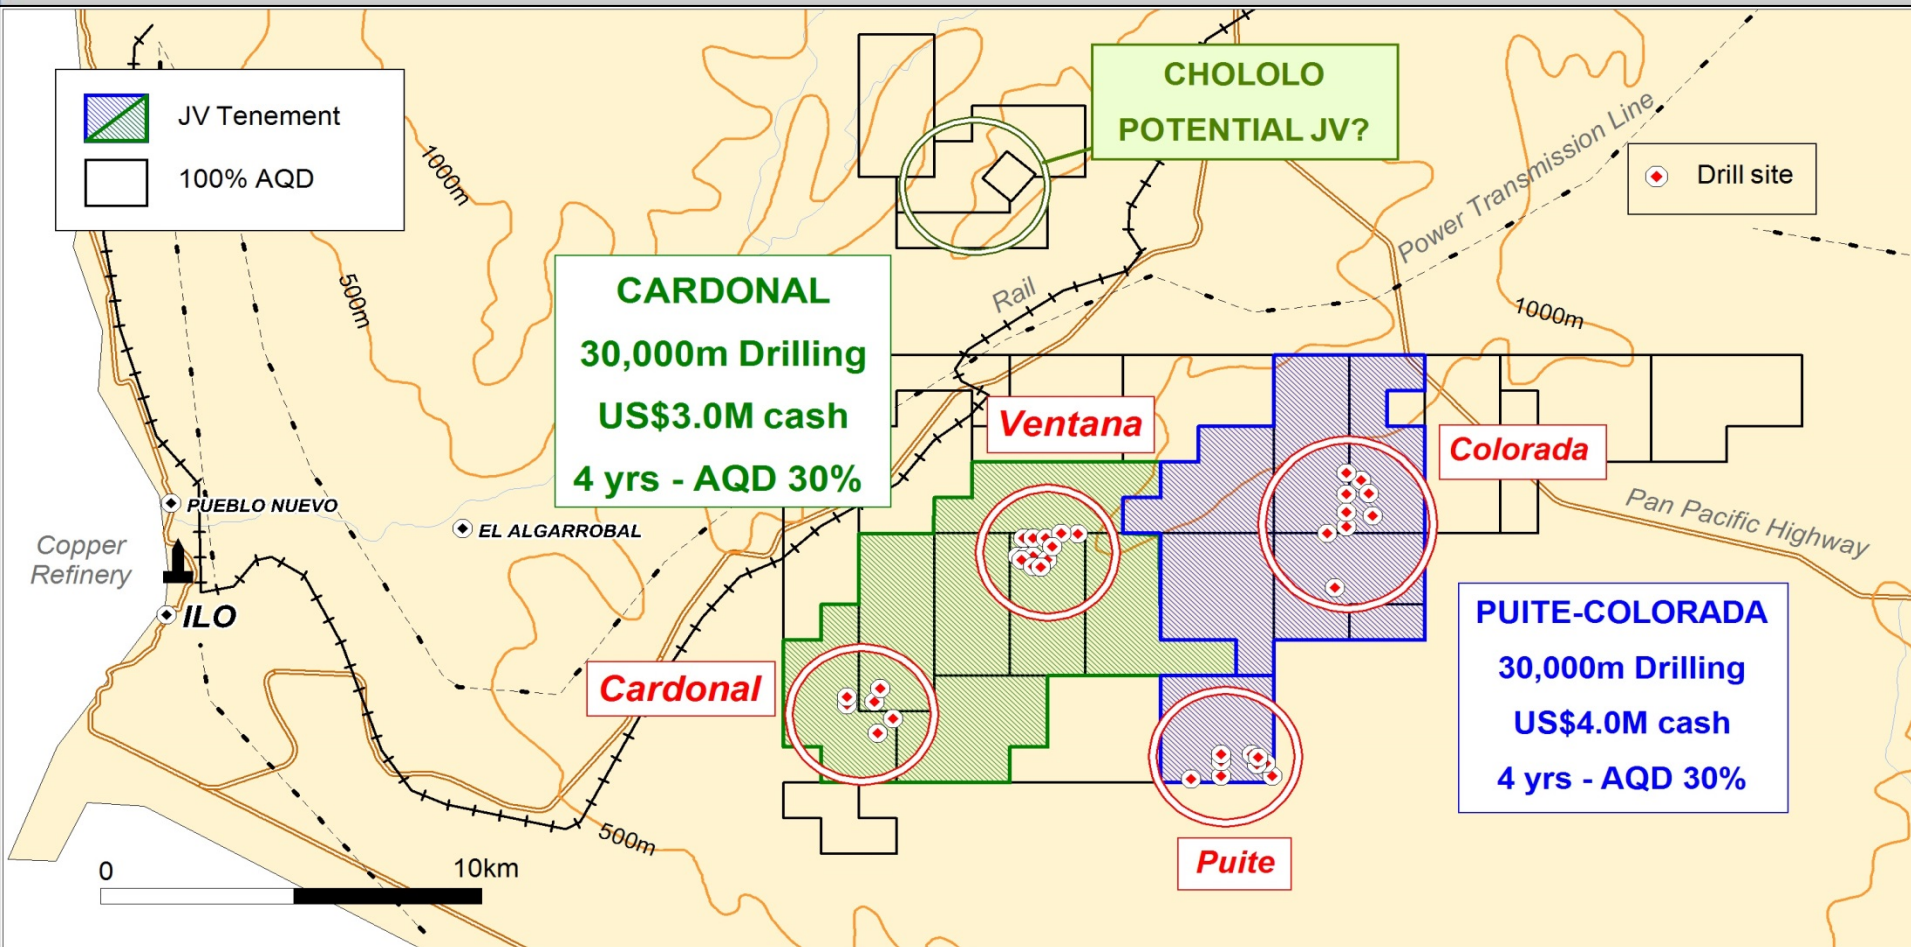 JV Tenement
100% AQD
CHOLOLO
POTENTIAL JV?
Drill site
Power Transmission Line
1000m
500m
Rail
1000m
CARDONAL
30,000m Drilling
US$3.0M cash
4 yrs - AQD 30%
Ventana
Colorada
Pan Pacific Highway
PUEBLO NUEVO
EL ALGARROBAL
Copper
Refinery
ILO
Cardonal
PUITE-COLORADA
30,000m Drilling
US$4.0M cash
4 yrs - AQD 30%
500m
Puite
0
10km